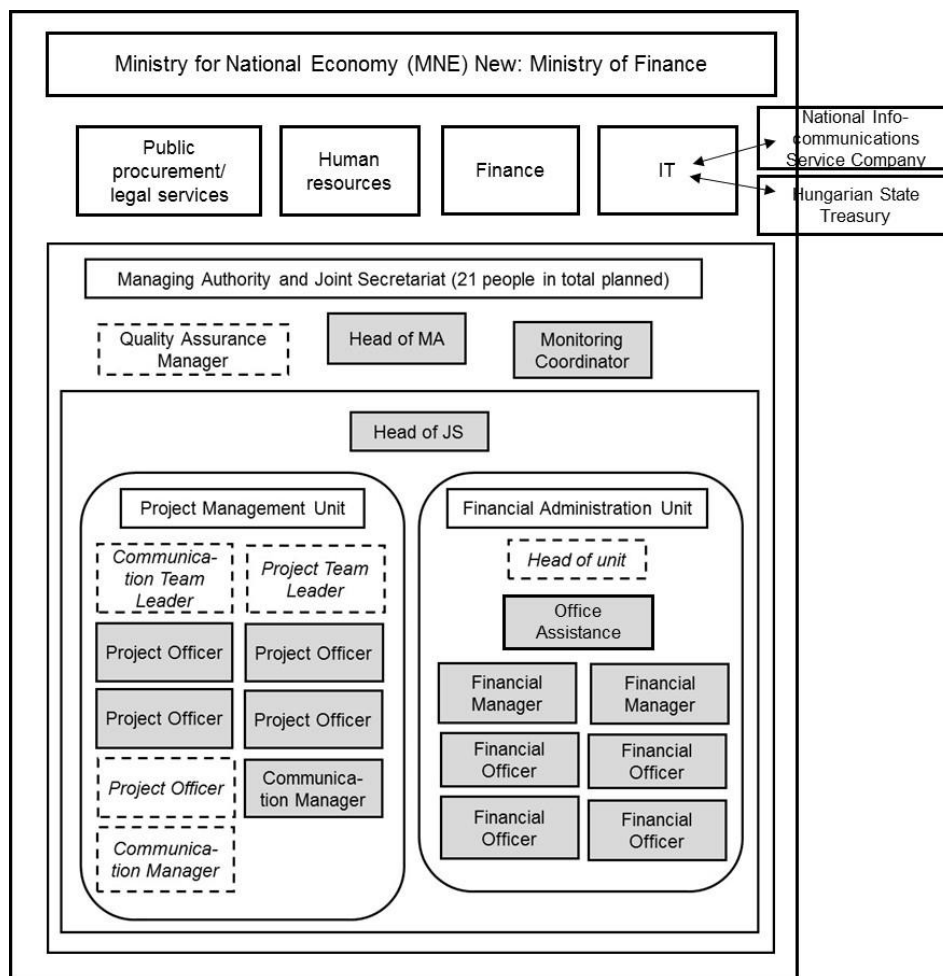 Ministry for National Economy (MNE) New: Ministry of Finance
Public
procurement/
legal services
Human
resources
Finance
IT
National Info-
communications
Service Company
Hungarian State
Treasury
Managing Authority and Joint Secretariat (21 people in total planned)
Quality Assurance
Manager
Head of MA
Monitoring
Coordinator
Head of JS
Project Management Unit
Communica-
tion Team
Leader
Project Team
Leader
Project Officer
Project Officer
Project Officer
Project Officer
Project Officer
Communica-
tion Manager
Communica-
tion Manager
Financial Administration Unit
Head of unit
Office
Assistance
Financial
Manager
Financial
Manager
Financial
Officer
Financial
Officer
Financial
Officer
Financial
Officer